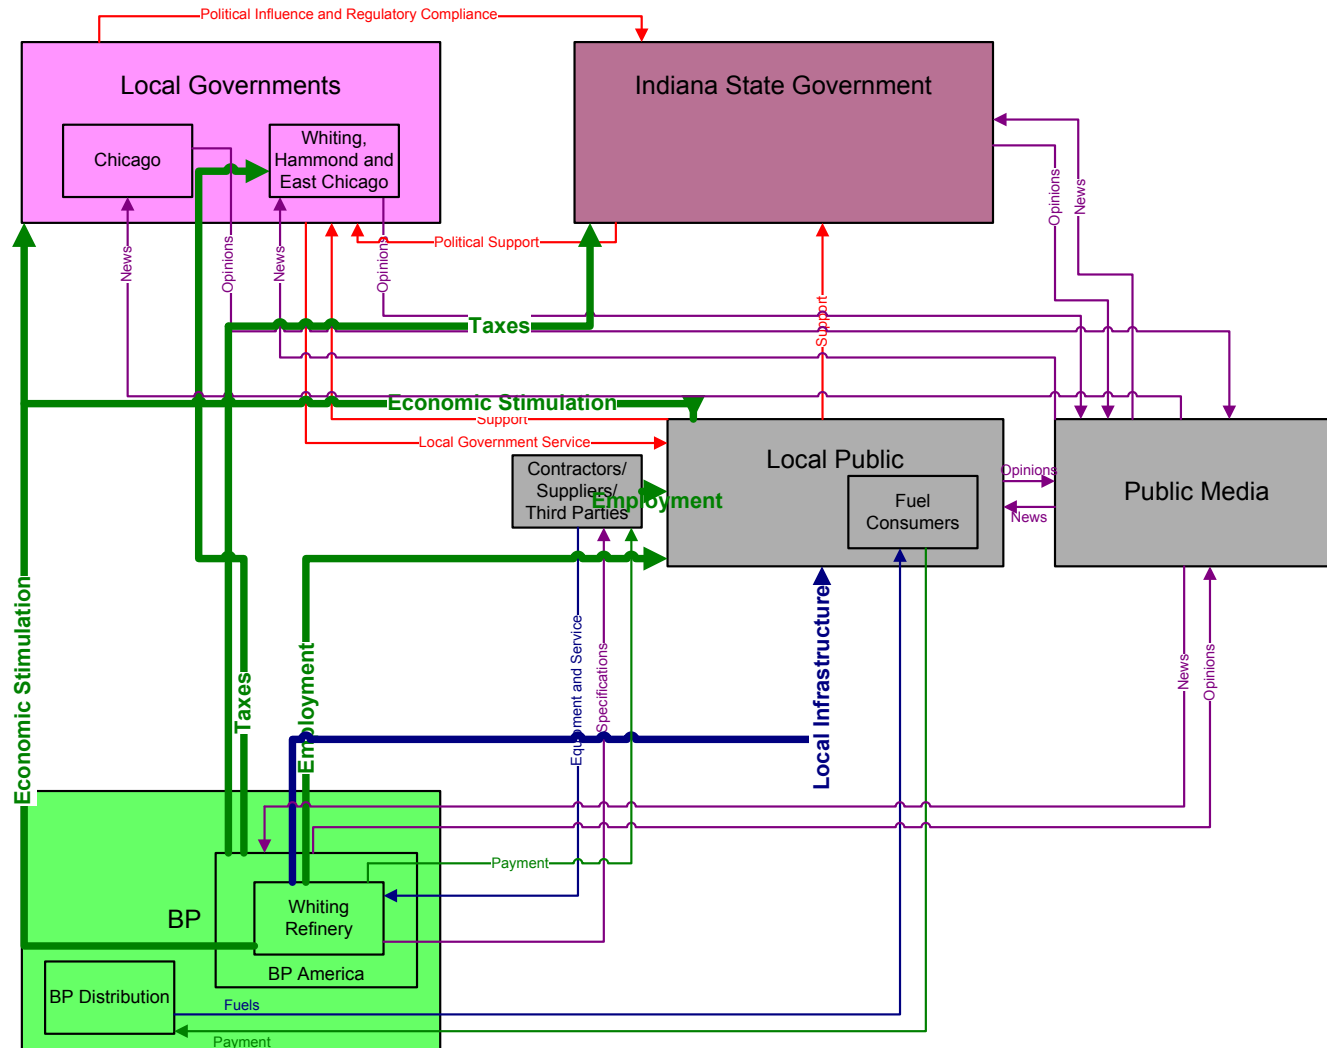 Political Influence and Regulatory Compliance
Local Governments
Indiana State Government
Chicago
Whiting,
Hammond and
East Chicago
Opinions
News
Political Support
News
Opinions
News
Opinions
Support
Taxes
Economic Stimulation
Support
Local Government Service
Local Public
Contractors/
Suppliers/
Third Parties
Employment
Fuel
Consumers
Opinions
News
Public Media
Economic Stimulation
Taxes
Employment
Equipment and Service
Specifications
Local Infrastructure
News
Opinions
Payment
BP
Whiting
Refinery
BP America
BP Distribution
Fuels
Payment